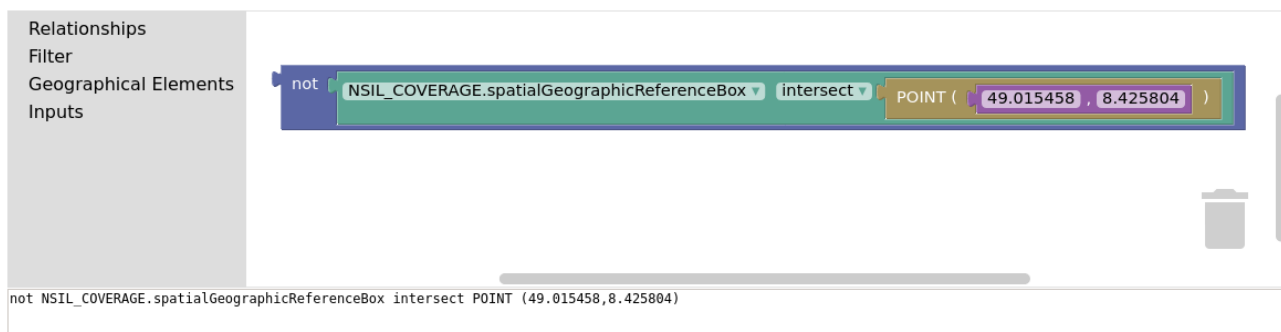 Relationships
Filter
Geographical Elements
Inputs
not NSIL_COVERAGE.spatialGeographicReferenceBox ▾ intersect ▾ POINT ( 49.015458 , 8.425804 )
not NSIL_COVERAGE.spatialGeographicReferenceBox intersect POINT (49.015458,8.425804)